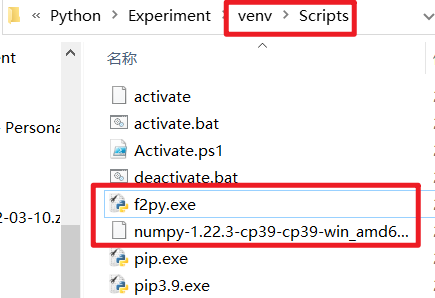 « Python > Experiment > venv > Scripts
名称
ent
activate
activate.bat
Persona
Activate.ps1
deactivate.bat
f2py.exe
2-03-10.z
numpy-1.22.3-cp39-cp39-win_amd6...
pip.exe
pip3.9.exe